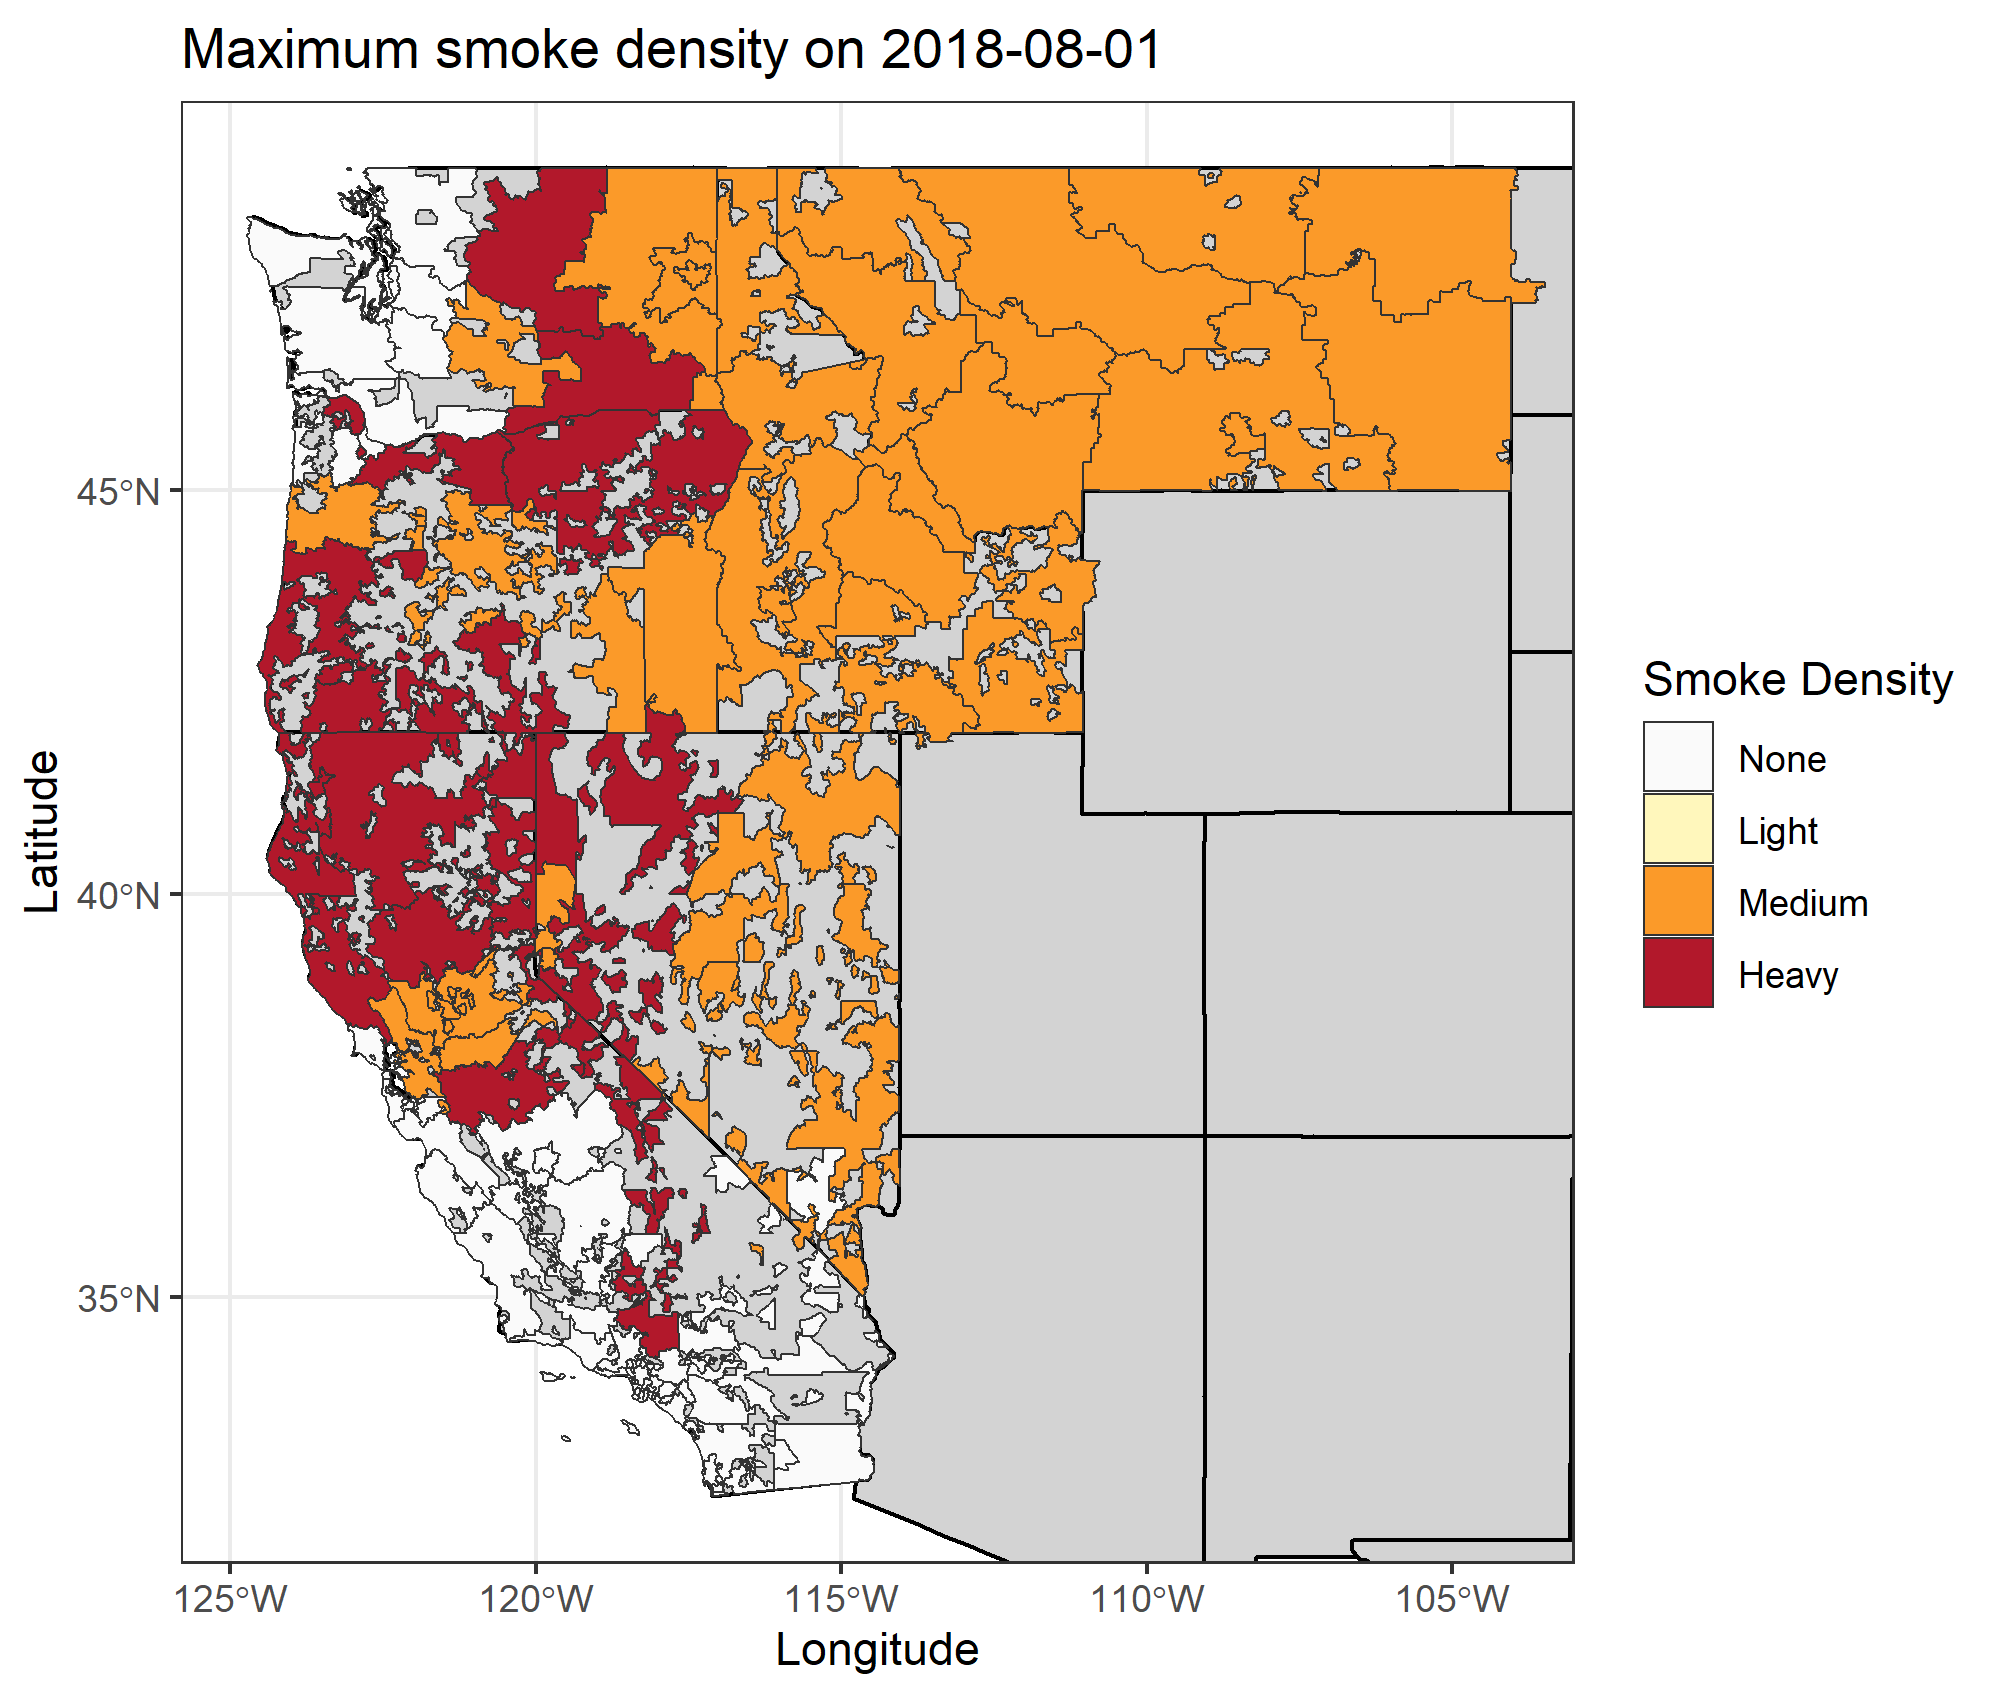 Maximum smoke density on 2018-08-01
45°N
40°N
35°N
Latitude
125°W
120°W
115°W
110°W
105°W
Longitude
Smoke Density
None
Light
Medium
Heavy